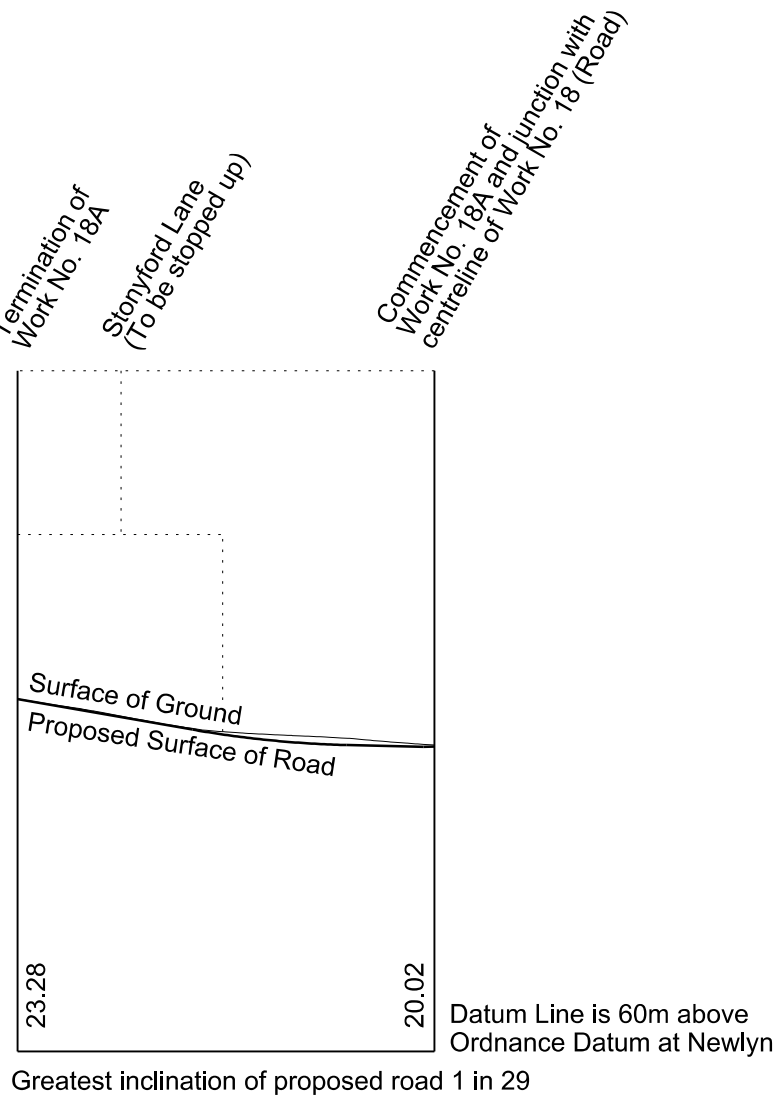 Termination of
Work No. 18A
Stonyford Lane
(To be stopped up)
Commencement of
Work No. 18A and junction with
centreline of Work No. 18 (Road)
Surface of Ground
Proposed Surface of Road
23.28
20.02
Datum Line is 60m above
Ordnance Datum at Newlyn
Greatest inclination of proposed road 1 in 29